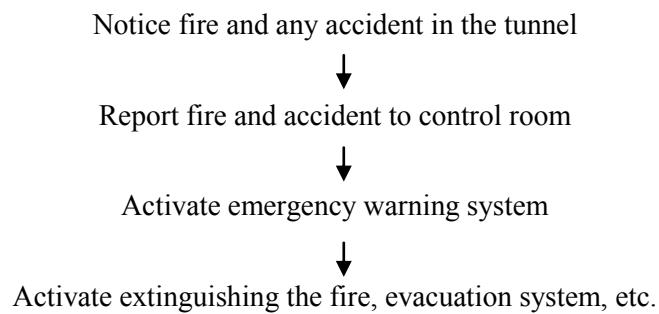 Notice fire and any accident in the tunnel
Report fire and accident to control room
Activate emergency warning system
Activate extinguishing the fire, evacuation system, etc.